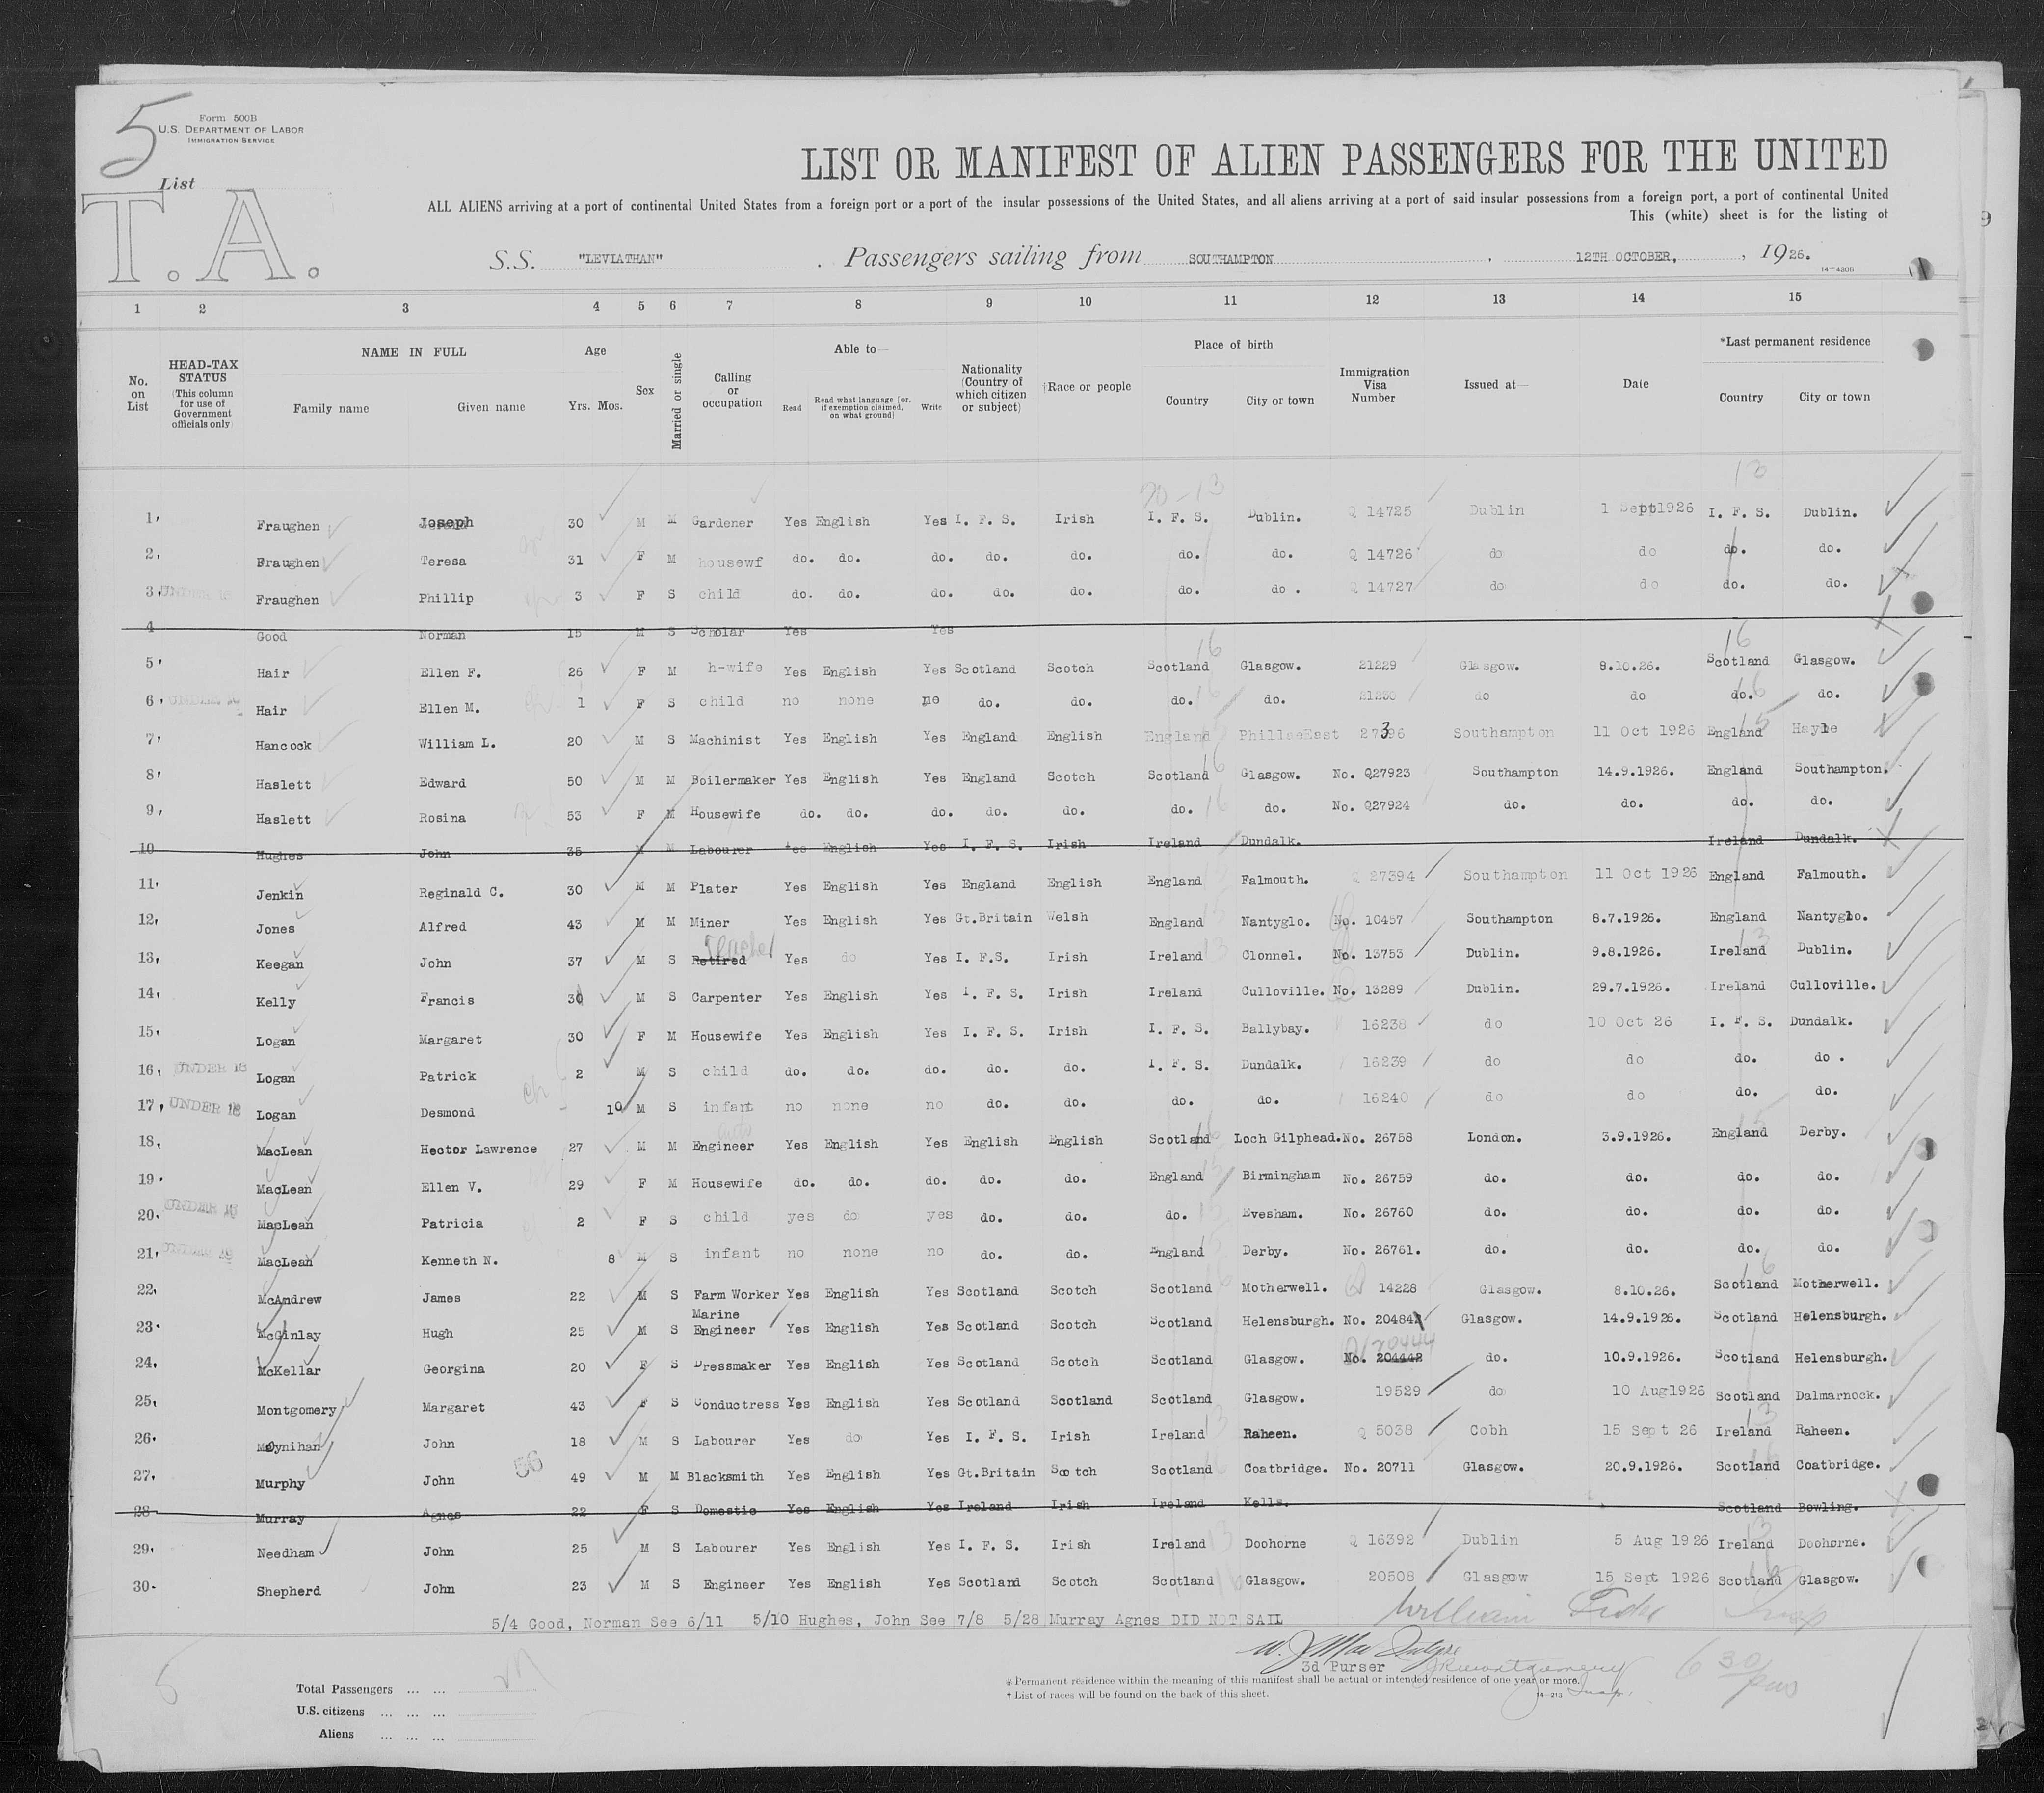 5
Form 500B
U.S. DEPARTMENT OF LABOR
IMMIGRATION SERVICE
List
T. A.
LIST OR MANIFEST OF ALIEN PASSENGERS FOR THE UNITED
ALL ALIENS arriving at a port of continental United States from a foreign port or a port of the insular possessions of the United States, and all aliens arriving at a port of said insular possessions from a foreign port, a port of continental United
This (white) sheet is for the listing of
S.S. "LEVIATHAN" . Passengers sailing from SOUTHAMPTON , 12TH OCTOBER, , 1926.
14—4200
1 2 3 4 5 6 7 8 9 10 11 12 13 14 15
No. on List
HEAD-TAX STATUS (This column for use of Government officials only)
NAME IN FULL
Family name Given name
Age
Yrs. Mos.
Sex
Married or single
Calling or occupation
Able to—
Read Read what language [or, if exemption claimed, on what ground] Write
Nationality (Country of which citizen or subject)
†Race or people
Place of birth
Country City or town
Immigration Visa Number
Issued at—
Date
*Last permanent residence
Country City or town
1, Fraughen Joseph 30 M M Gardener Yes English Yes I. F. S. Irish I. F. S. Dublin. Q 14725 Dublin 1 Sept1926 I. F. S. Dublin.
2, Fraughen Teresa 31 F M housewf do. do. do. do. do. do. do. Q 14726 do do do. do.
3, Fraughen Phillip 3 F S child do. do. do. do. do. do. do. Q 14727 do do do. do.
4 Good Norman 15 M S Scholar Yes Yes
5, Hair Ellen F. 26 F M h-wife Yes English Yes Scotland Scotch Scotland Glasgow. 21229 Glasgow. 8.10.26. Scotland Glasgow.
6, Hair Ellen M. 1 F S child no none no do. do. do. do. do do do. do.
7, Hancock William L. 20 M S Machinist Yes English Yes England English England 27396 Southampton 11 Oct 1926 England Hayle
8, Haslett Edward 50 M M Boilermaker Yes English Yes England Scotch Scotland Glasgow. No. Q27923 Southampton 14.9.1926. England Southampton.
9, Haslett Rosina 53 F M Housewife do. do. do. do. do. do. do. No. Q27924 do. do. do. do.
10 Hughes John 35 M M Labourer Yes English Yes I. F. S. Irish Ireland Dundalk. Ireland Dundalk.
11, Jenkin Reginald C. 30 M M Plater Yes English Yes England English England Falmouth. Q 27394 Southampton 11 Oct 1926 England Falmouth.
12, Jones Alfred 43 M M Miner Yes English Yes Gt.Britain Welsh England Nantyglo. No. 10457 Southampton 8.7.1926. England Nantyglo.
13, Keegan John 37 M S Retired Yes do Yes I. F.S. Irish Ireland Clonnel. No. 13753 Dublin. 9.8.1926. Ireland Dublin.
14, Kelly Francis 30 M S Carpenter Yes English Yes I. F. S. Irish Ireland Culloville. No. 13289 Dublin. 29.7.1926. Ireland Culloville.
15, Logan Margaret 30 F M Housewife Yes English Yes I. F. S. Irish I. F. S. Ballybay. 16238 do 10 Oct 26 I. F. S. Dundalk.
16, UNDER 16 Logan Patrick 2 M S child do. do. do. do. do. I. F. S. Dundalk. 16239 do do do. do .
17, UNDER 16 Logan Desmond 10 M S infant no none no do. do. do. do. 16240 do do do. do.
18, MacLean Hector Lawrence 27 M M Engineer Yes English Yes English English Scotland Loch Gilphead. No. 26758 London. 3.9.1926. England Derby.
19, MacLean Ellen V. 29 F M Housewife do. do. do. do. do. England Birmingham No. 26759 do. do. do. do.
20, UNDER 16 MacLean Patricia 2 F S child yes do yes do. do. do. Evesham. No. 26760 do. do. do. do.
21, MacLean Kenneth N. 8 M S infant no none no do. do. England Derby. No. 26761. do. do. do. do.
22, McAndrew James 22 M S Farm Worker Yes English Yes Scotland Scotch Scotland Motherwell. 14228 Glasgow. 8.10.26. Scotland Motherwell.
23, McGinlay Hugh 25 M S Marine Engineer Yes English Yes Scotland Scotch Scotland Helensburgh. No. 20484 Glasgow. 14.9.1926. Scotland Helensburgh.
24, McKellar Georgina 20 F S Dressmaker Yes English Yes Scotland Scotch Scotland Glasgow. No. 204442 Q120444 do. 10.9.1926. Scotland Helensburgh.
25, Montgomery Margaret 43 F S Conductress Yes English Yes Scotland Scotland Scotland Glasgow. 19529 do 10 Aug1926 Scotland Dalmarnock.
26, Moynihan John 18 M S Labourer Yes do Yes I. F. S. Irish Ireland Raheen. Q 5038 Cobh 15 Sept 26 Ireland Raheen.
27, Murphy John 56 49 M M Blacksmith Yes English Yes Gt.Britain Scotch Scotland Coatbridge. No. 20711 Glasgow. 20.9.1926. Scotland Coatbridge.
28 Murray Agnes 22 F S Domestic Yes English Yes Ireland Irish Ireland Kells. Scotland Bowling.
29, Needham John 25 M S Labourer Yes English Yes I. F. S. Irish Ireland Doohorne Q 16392 Dublin 5 Aug 1926 Ireland Doohorne.
30- Shepherd John 23 M S Engineer Yes English Yes Scotland Scotch Scotland Glasgow. 20508 Glasgow 15 Sept 1926 Scotland Glasgow.
5/4 Good, Norman See 6/11 5/10 Hughes, John See 7/8 5/28 Murray Agnes DID NOT SAIL
3d Purser
Total Passengers ... ...
U.S. citizens ... ... ...
Aliens ... ... ...
* Permanent residence within the meaning of this manifest shall be actual or intended residence of one year or more.
† List of races will be found on the back of this sheet.
14—213
6 30 pm